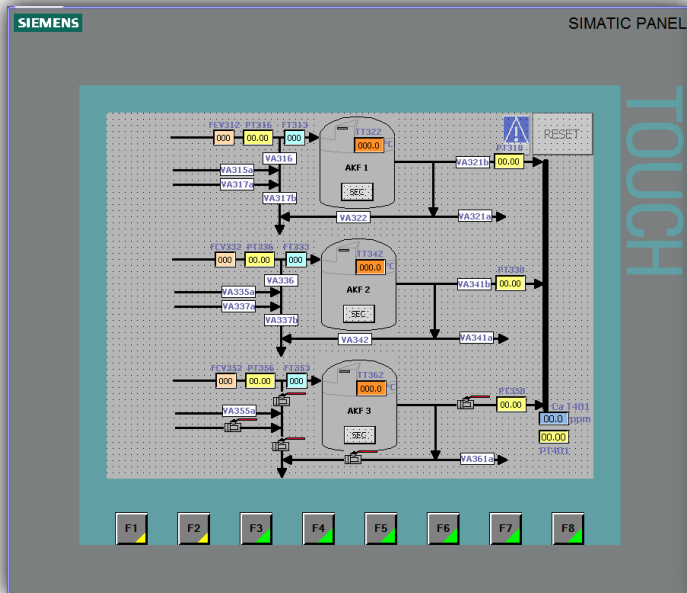 SIEMENS
SIMATIC PANEL
TOUCH
RESET
FCV312 PT316 FT313
000 00.00 000
TT322
000.0 °C
VA316
AKF 1
SEC
PT318
VA321b 00.00
VA315a
VA317a
VA317b
VA322
VA321a
FCV332 PT336 FT333
000 00.00 000
TT342
000.0 °C
VA336
AKF 2
SEC
PT338
VA341b 00.00
VA335a
VA337a
VA337b
VA342
VA341a
FCV352 PT356 FT353
000 00.00 000
TT362
000.0 °C
AKF 3
SEC
PT358
00.00
VA355a
VA361a
Ca T401
00.0 ppm
00.00
PT401
F1 F2 F3 F4 F5 F6 F7 F8